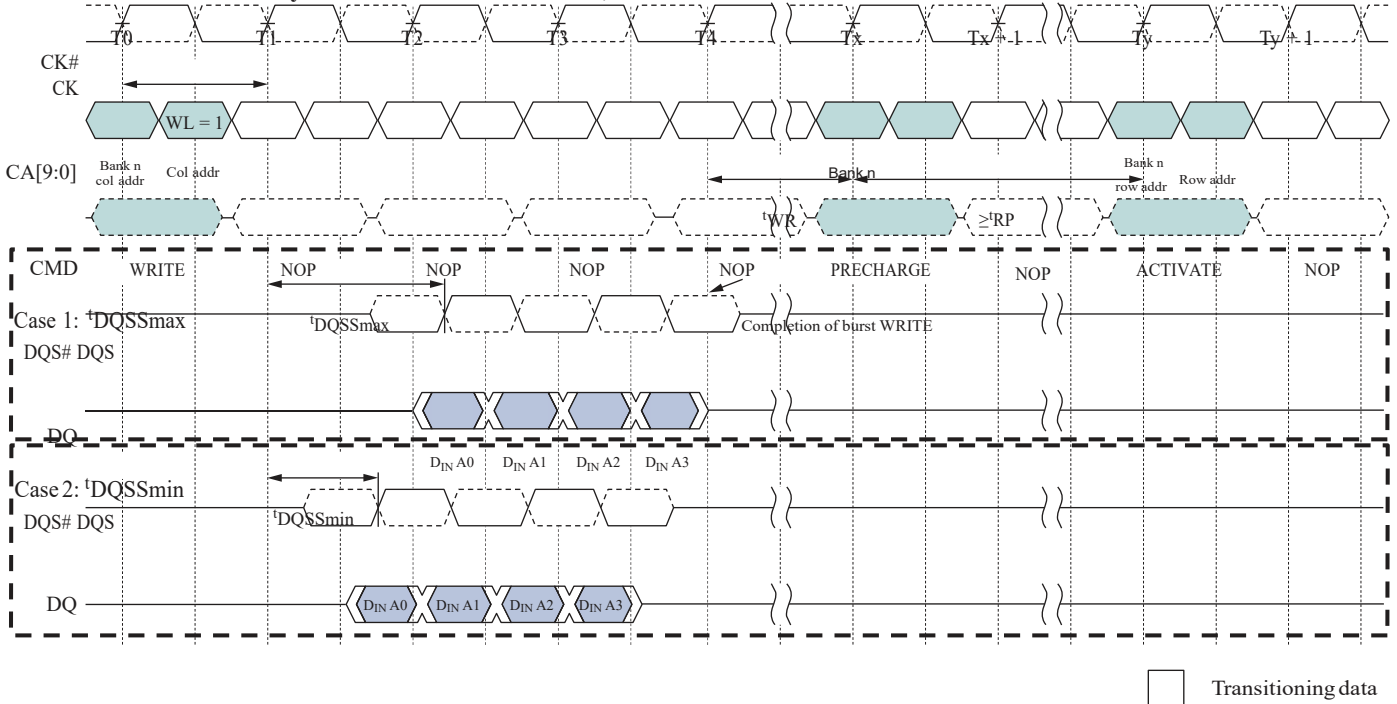 T0 T1 T2 T3 T4 Tx Tx + 1 Ty Ty + 1
CK#
CK
WL = 1
CA[9:0] Bank n col addr Col addr Bank n Bank n row addr Row addr
tWR ≥tRP
CMD WRITE NOP NOP NOP NOP PRECHARGE NOP ACTIVATE NOP
Case 1: tDQSSmax
tDQSSmax
Completion of burst WRITE
DQS# DQS
DQ
DIN A0 DIN A1 DIN A2 DIN A3
Case 2: tDQSSmin
tDQSSmin
DQS# DQS
DQ DIN A0 DIN A1 DIN A2 DIN A3
Transitioning data